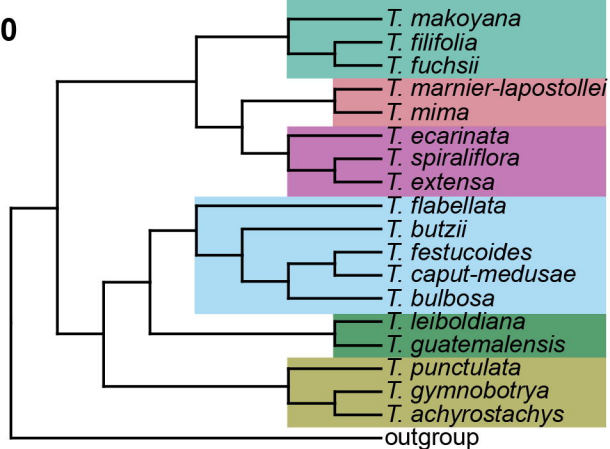 0
T. makoyana
T. filifolia
T. fuchsii
T. marnier-lapostollei
T. mima
T. ecarinata
T. spiraliflora
T. extensa
T. flabellata
T. butzii
T. festucoides
T. caput-medusae
T. bulbosa
T. leiboldiana
T. guatemalensis
T. punctulata
T. gymnobotrya
T. achyrostachys
outgroup